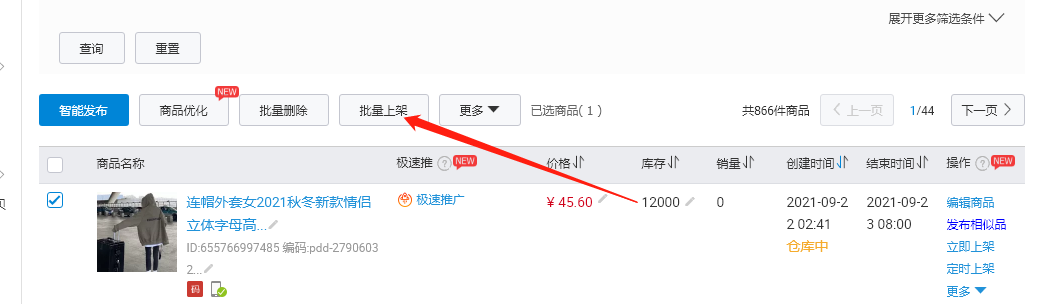 展开更多筛选条件
查询 重置
NEW
智能发布 商品优化 批量删除 批量上架 更多 已选商品( 1 ) 共866件商品 上一页 1/44 下一页
商品名称 极速推 ? NEW 价格 库存 销量 创建时间 结束时间 操作 ? NEW
连帽外套女2021秋冬新款情侣 极速推广 ¥ 45.60 12000 0 2021-09-2 2021-09-2 编辑商品
立体字母高... 2 02:41 3 08:00 发布相似品
ID:655766997485 编码:pdd-2790603 仓库中 立即上架
2... 定时上架
码 更多
页